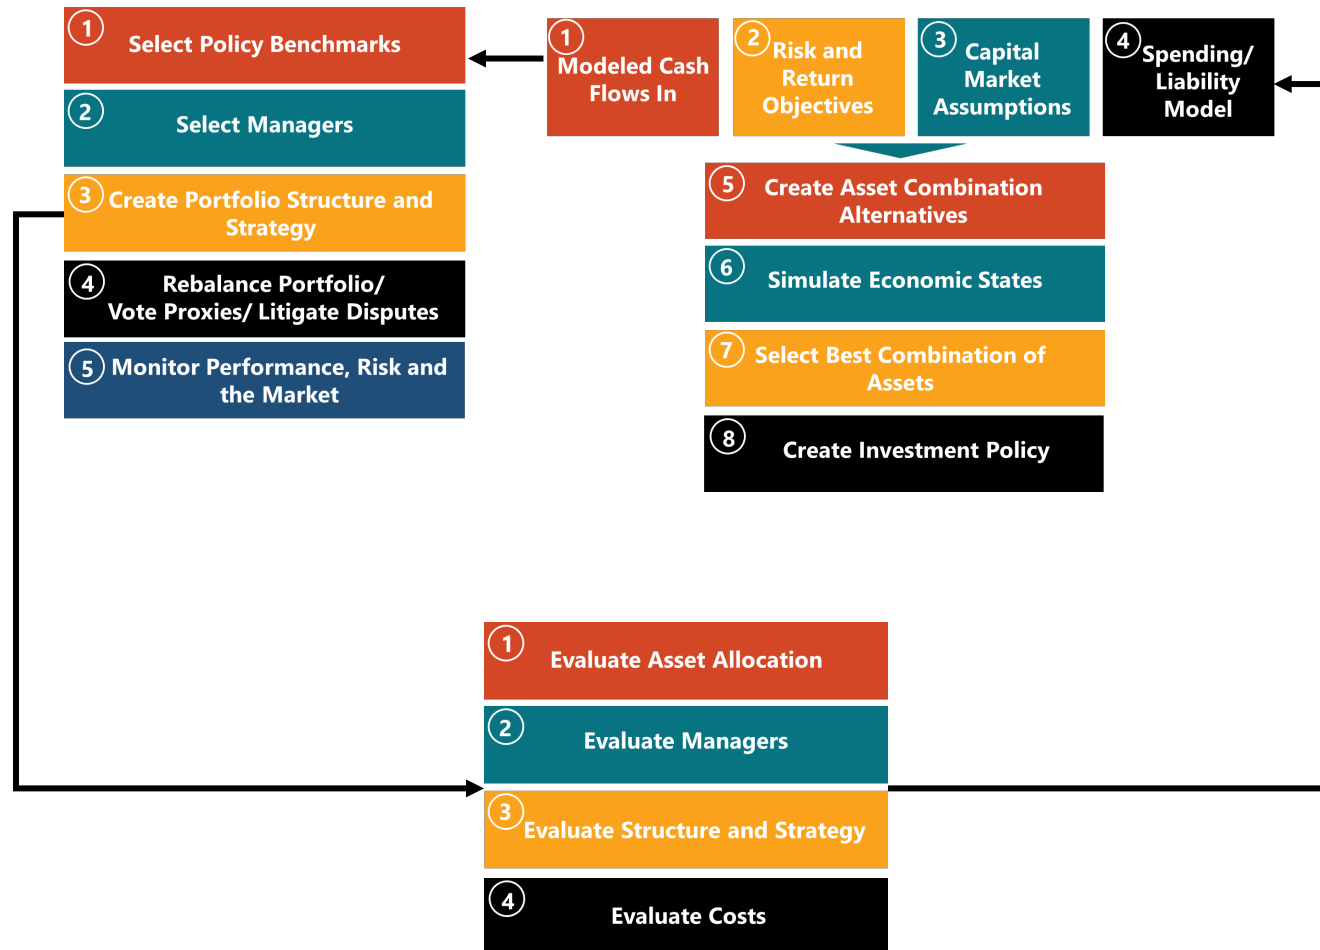 1
Select Policy Benchmarks
2
Select Managers
3
Create Portfolio Structure and
Strategy
4
Rebalance Portfolio/
Vote Proxies/ Litigate Disputes
5
Monitor Performance, Risk and
the Market
1
Modeled Cash
Flows In
2
Risk and
Return
Objectives
3
Capital
Market
Assumptions
4
Spending/
Liability
Model
5
Create Asset Combination
Alternatives
6
Simulate Economic States
7
Select Best Combination of
Assets
8
Create Investment Policy
1
Evaluate Asset Allocation
2
Evaluate Managers
3
Evaluate Structure and Strategy
4
Evaluate Costs